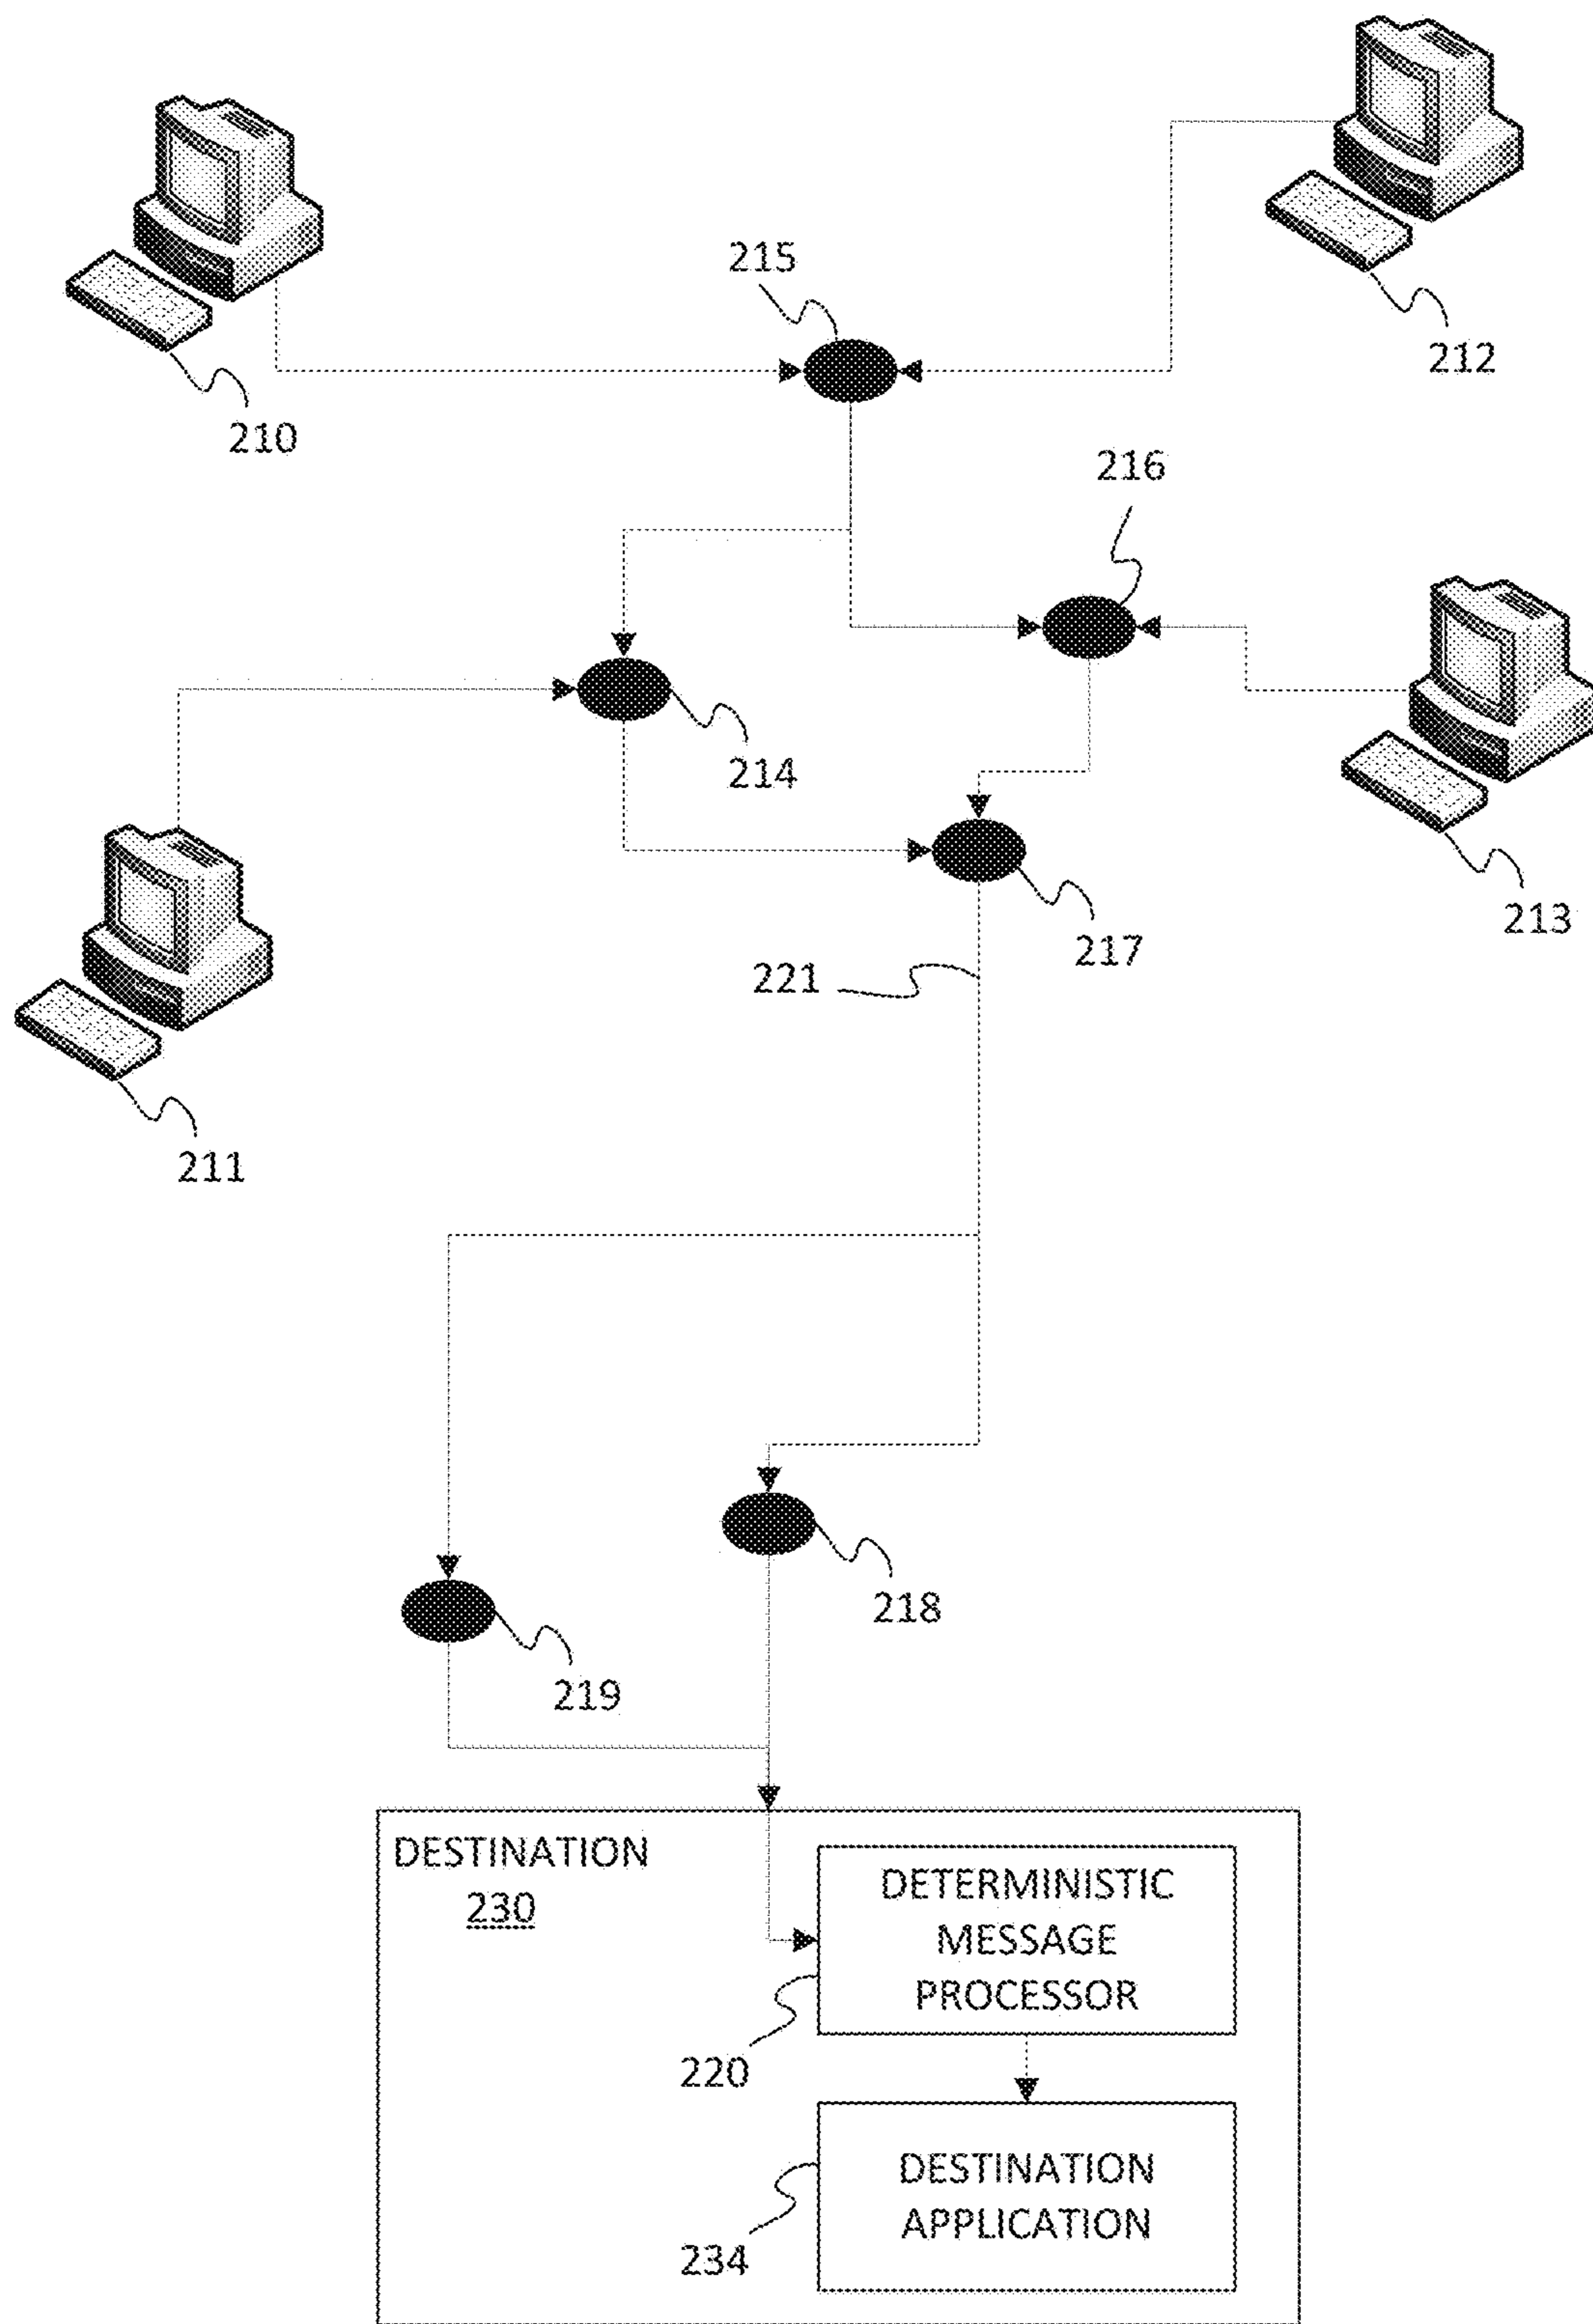 215
212
210
216
214
217
213
221
211
218
219
DESTINATION
230
DETERMINISTIC
MESSAGE
PROCESSOR
220
DESTINATION
APPLICATION
234